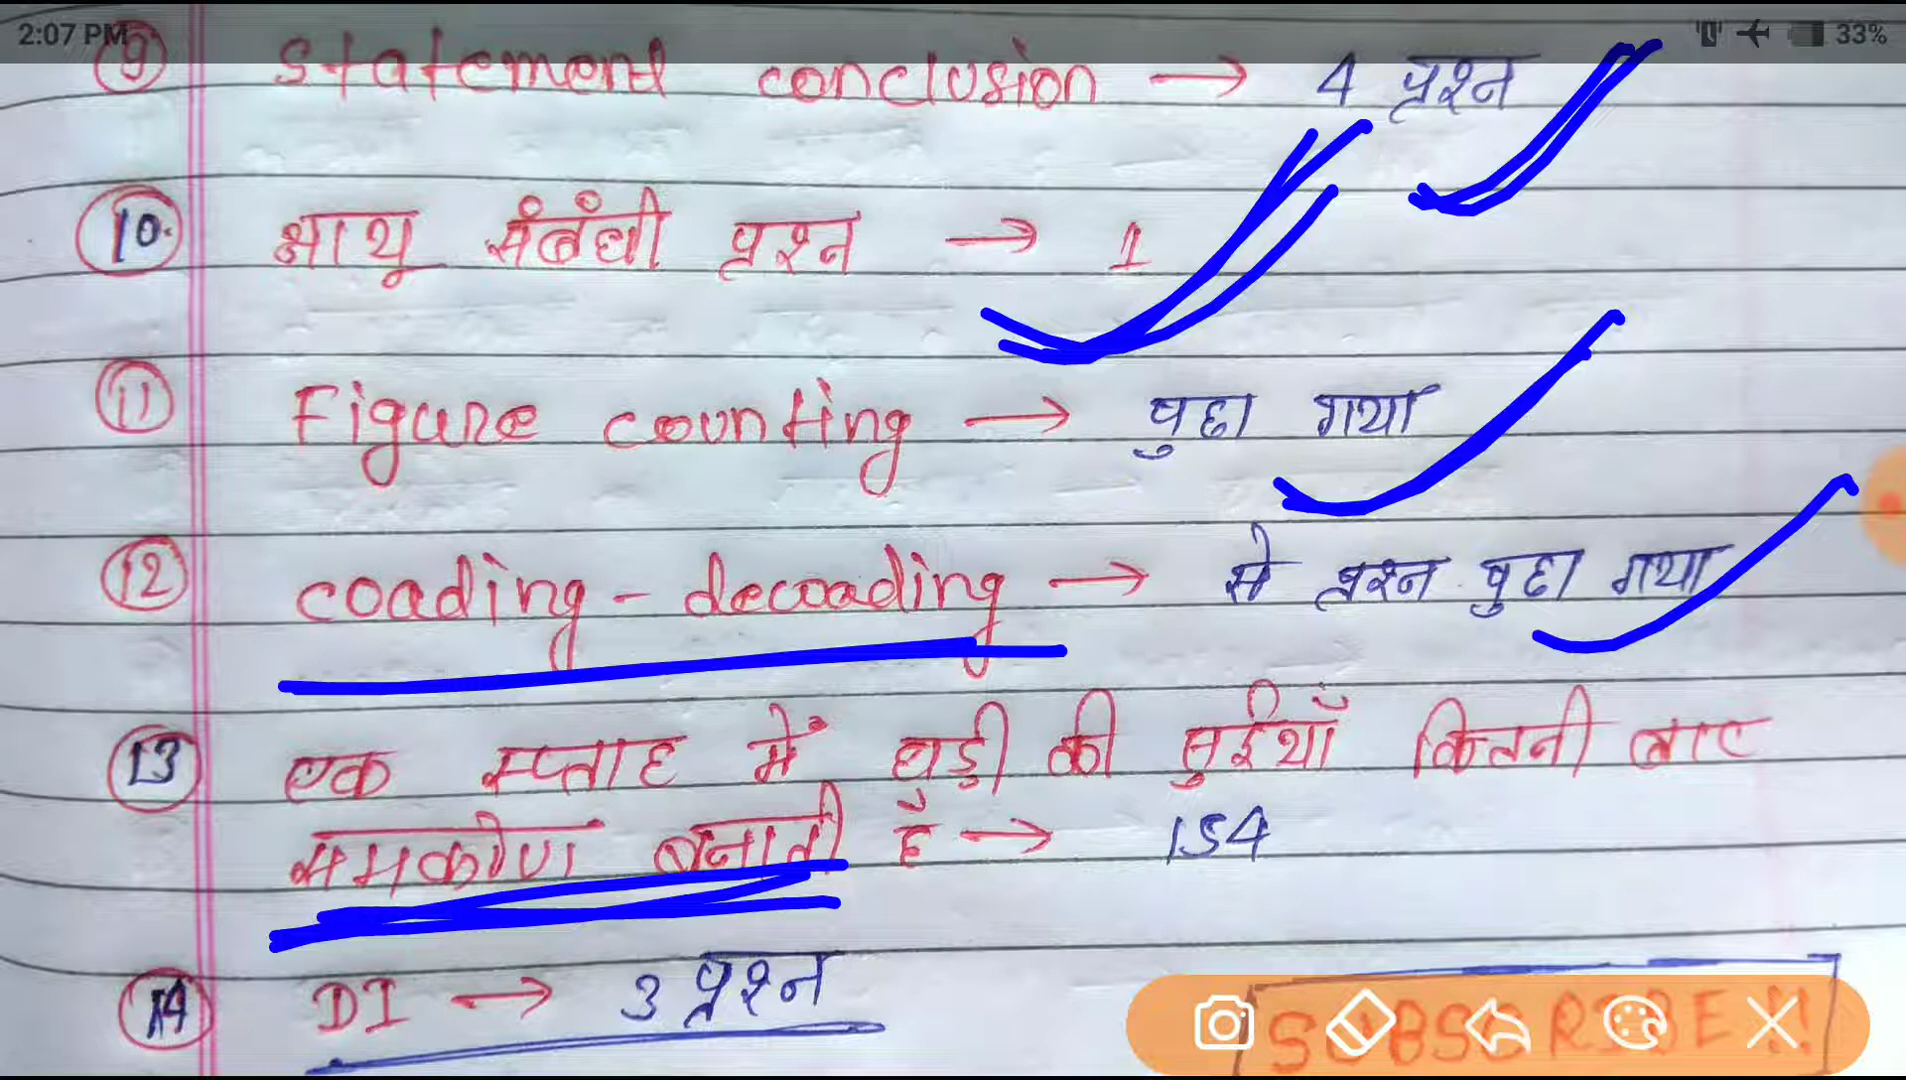 2:07 PM 33%
9 Statement conclusion → 4 प्रश्न
10. आयू संबंधी प्रश्न → 1
11 Figure counting → पुछा गया
12 coading - decoading → से प्रश्न पुछा गया
13 एक स्प्ताह में घड़ी की सुईयाँ कितनी बार
समकोण बनाती है → 154
14 DI → 3 प्रश्न
SUBSCRIBE !!